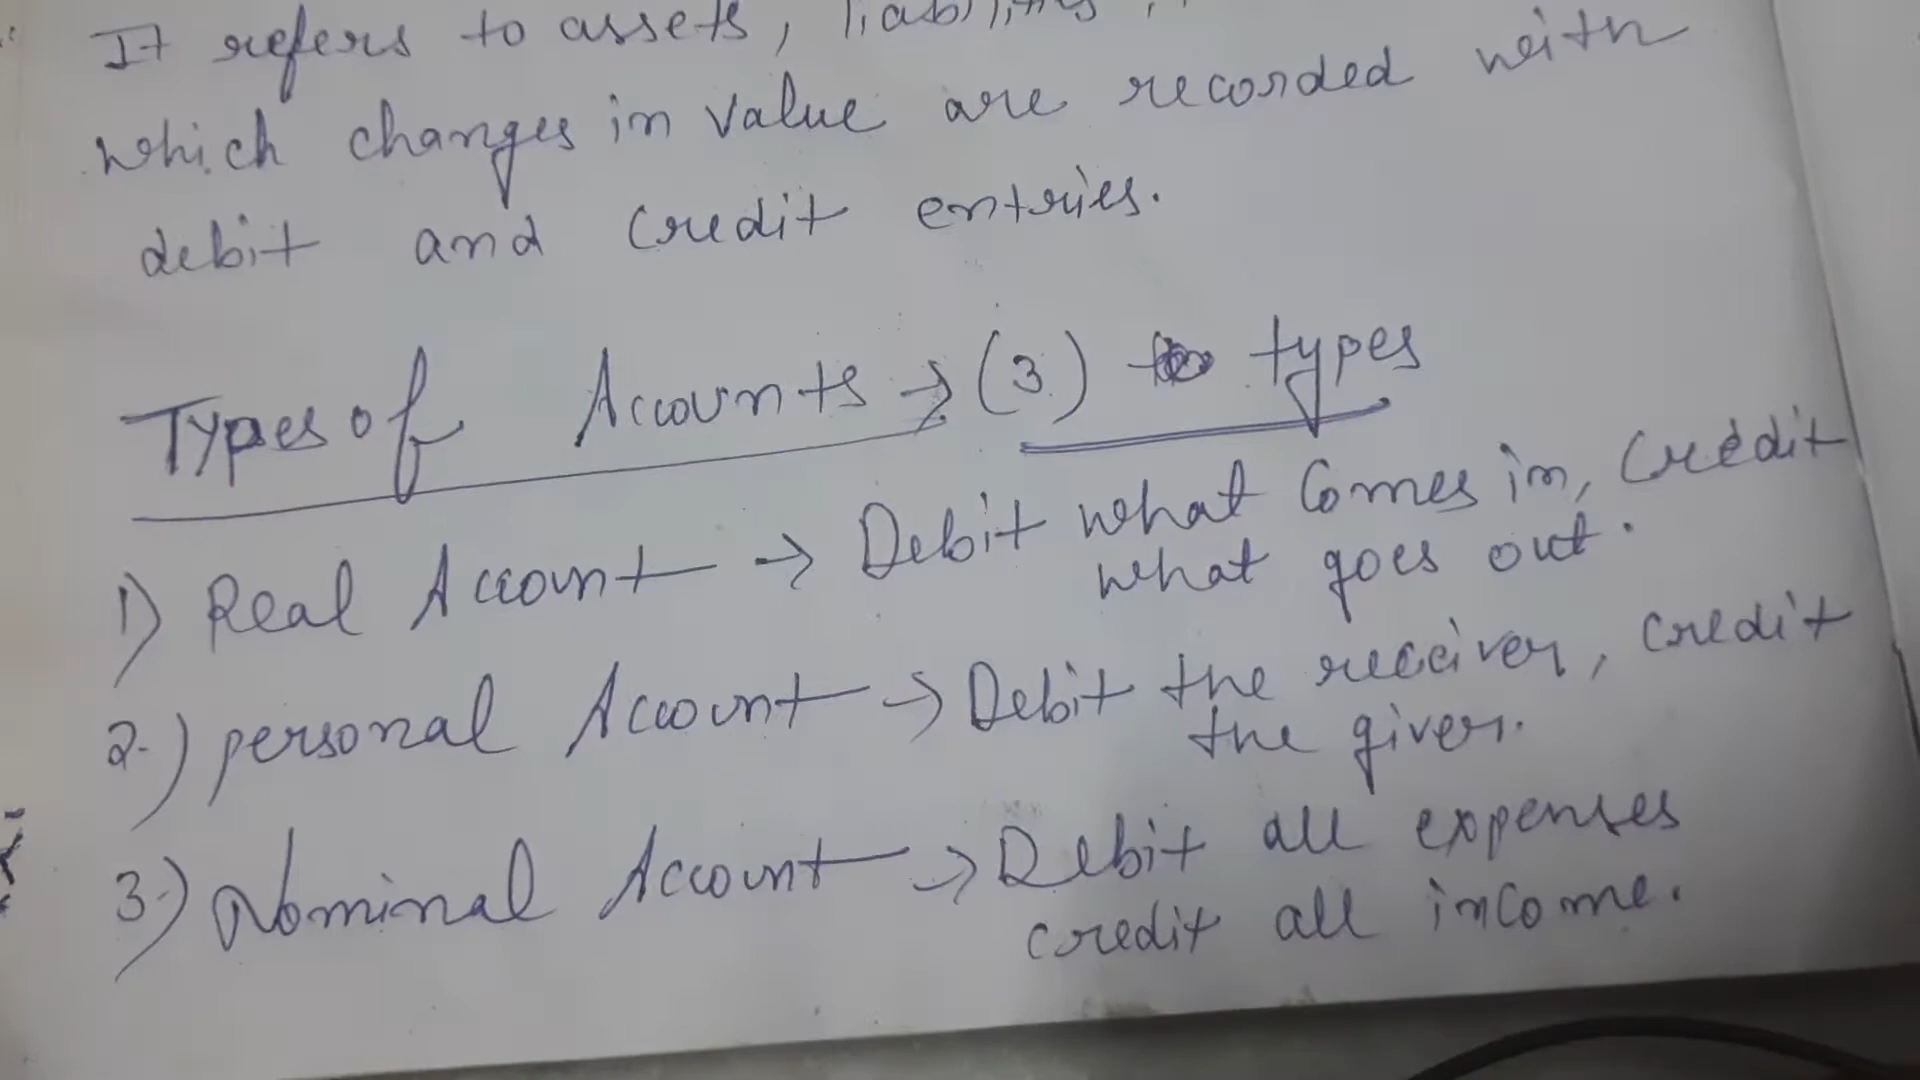 It refers to assets, liabilities,
which changes in value are recorded with
debit and credit entries.
Types of Accounts → (3) types
1) Real Account → Debit what comes in, credit
what goes out.
2.) personal Account → Debit the receiver, credit
the giver.
3.) Nominal Account → Debit all expenses
credit all income.